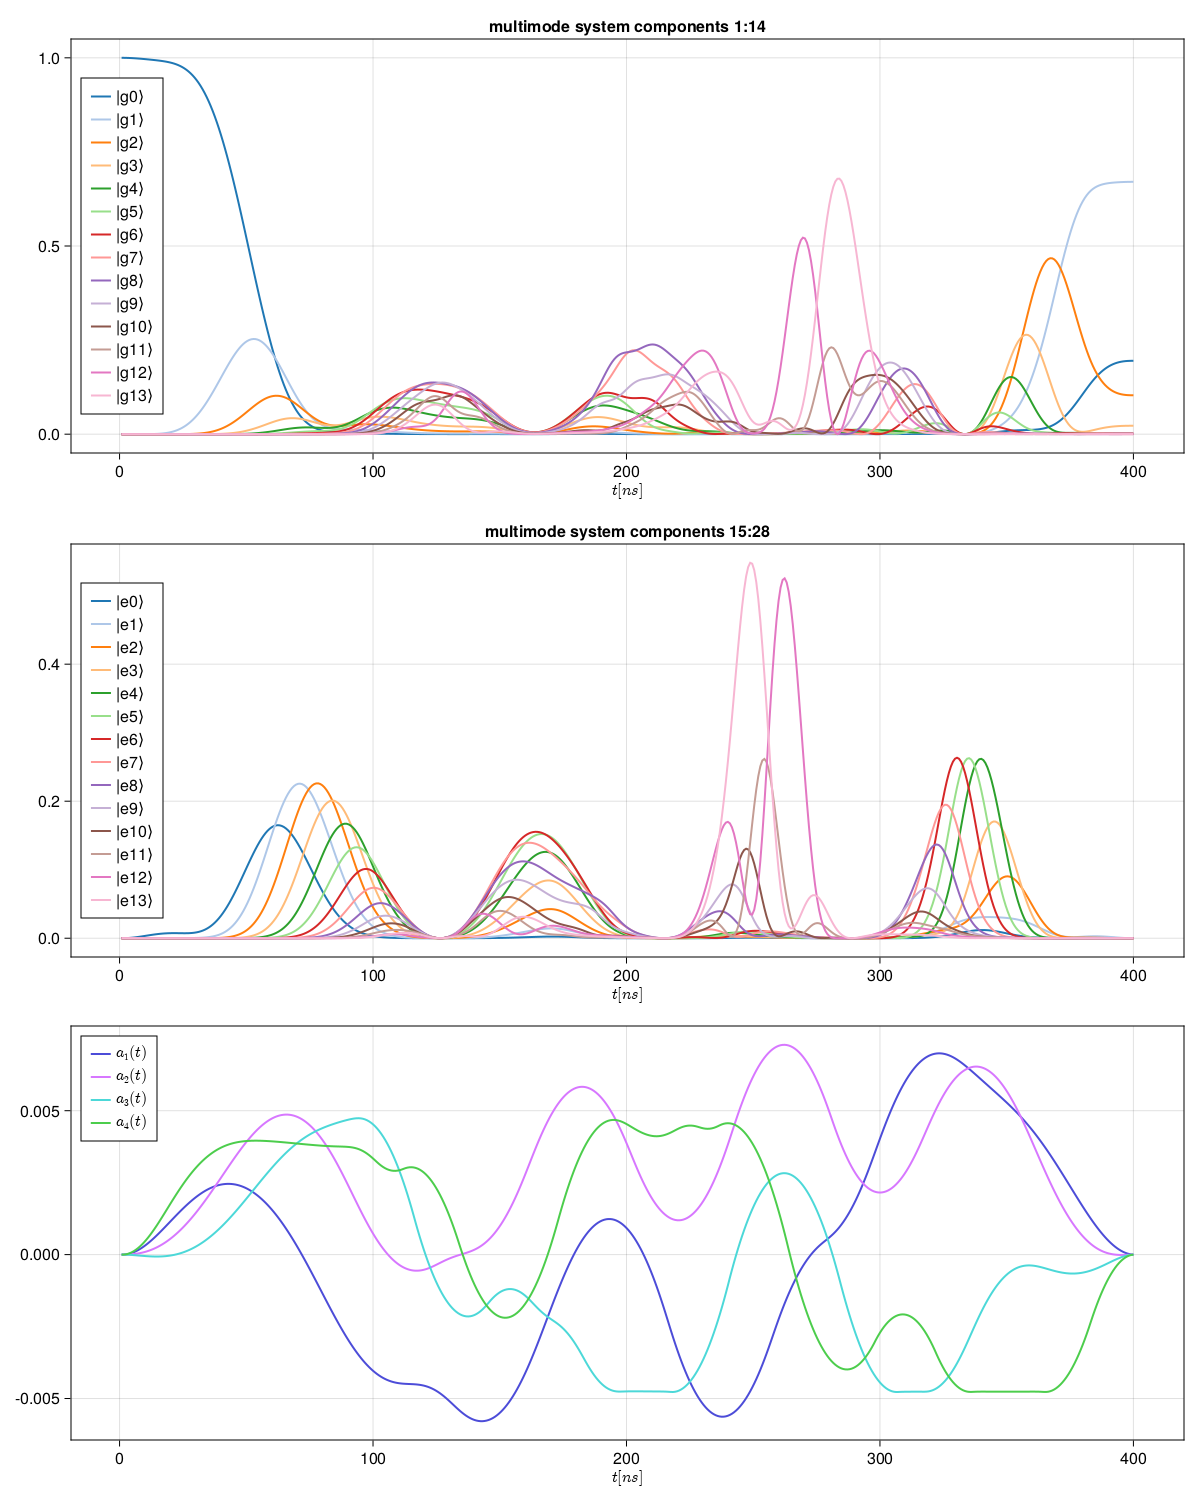 multimode system components 1:14
1.0
0.5
0.0
|g0⟩
|g1⟩
|g2⟩
|g3⟩
|g4⟩
|g5⟩
|g6⟩
|g7⟩
|g8⟩
|g9⟩
|g10⟩
|g11⟩
|g12⟩
|g13⟩
0 100 200 300 400
t[ns]
multimode system components 15:28
0.4
0.2
0.0
|e0⟩
|e1⟩
|e2⟩
|e3⟩
|e4⟩
|e5⟩
|e6⟩
|e7⟩
|e8⟩
|e9⟩
|e10⟩
|e11⟩
|e12⟩
|e13⟩
0 100 200 300 400
t[ns]
0.005
0.000
-0.005
a₁(t)
a₂(t)
a₃(t)
a₄(t)
0 100 200 300 400
t[ns]